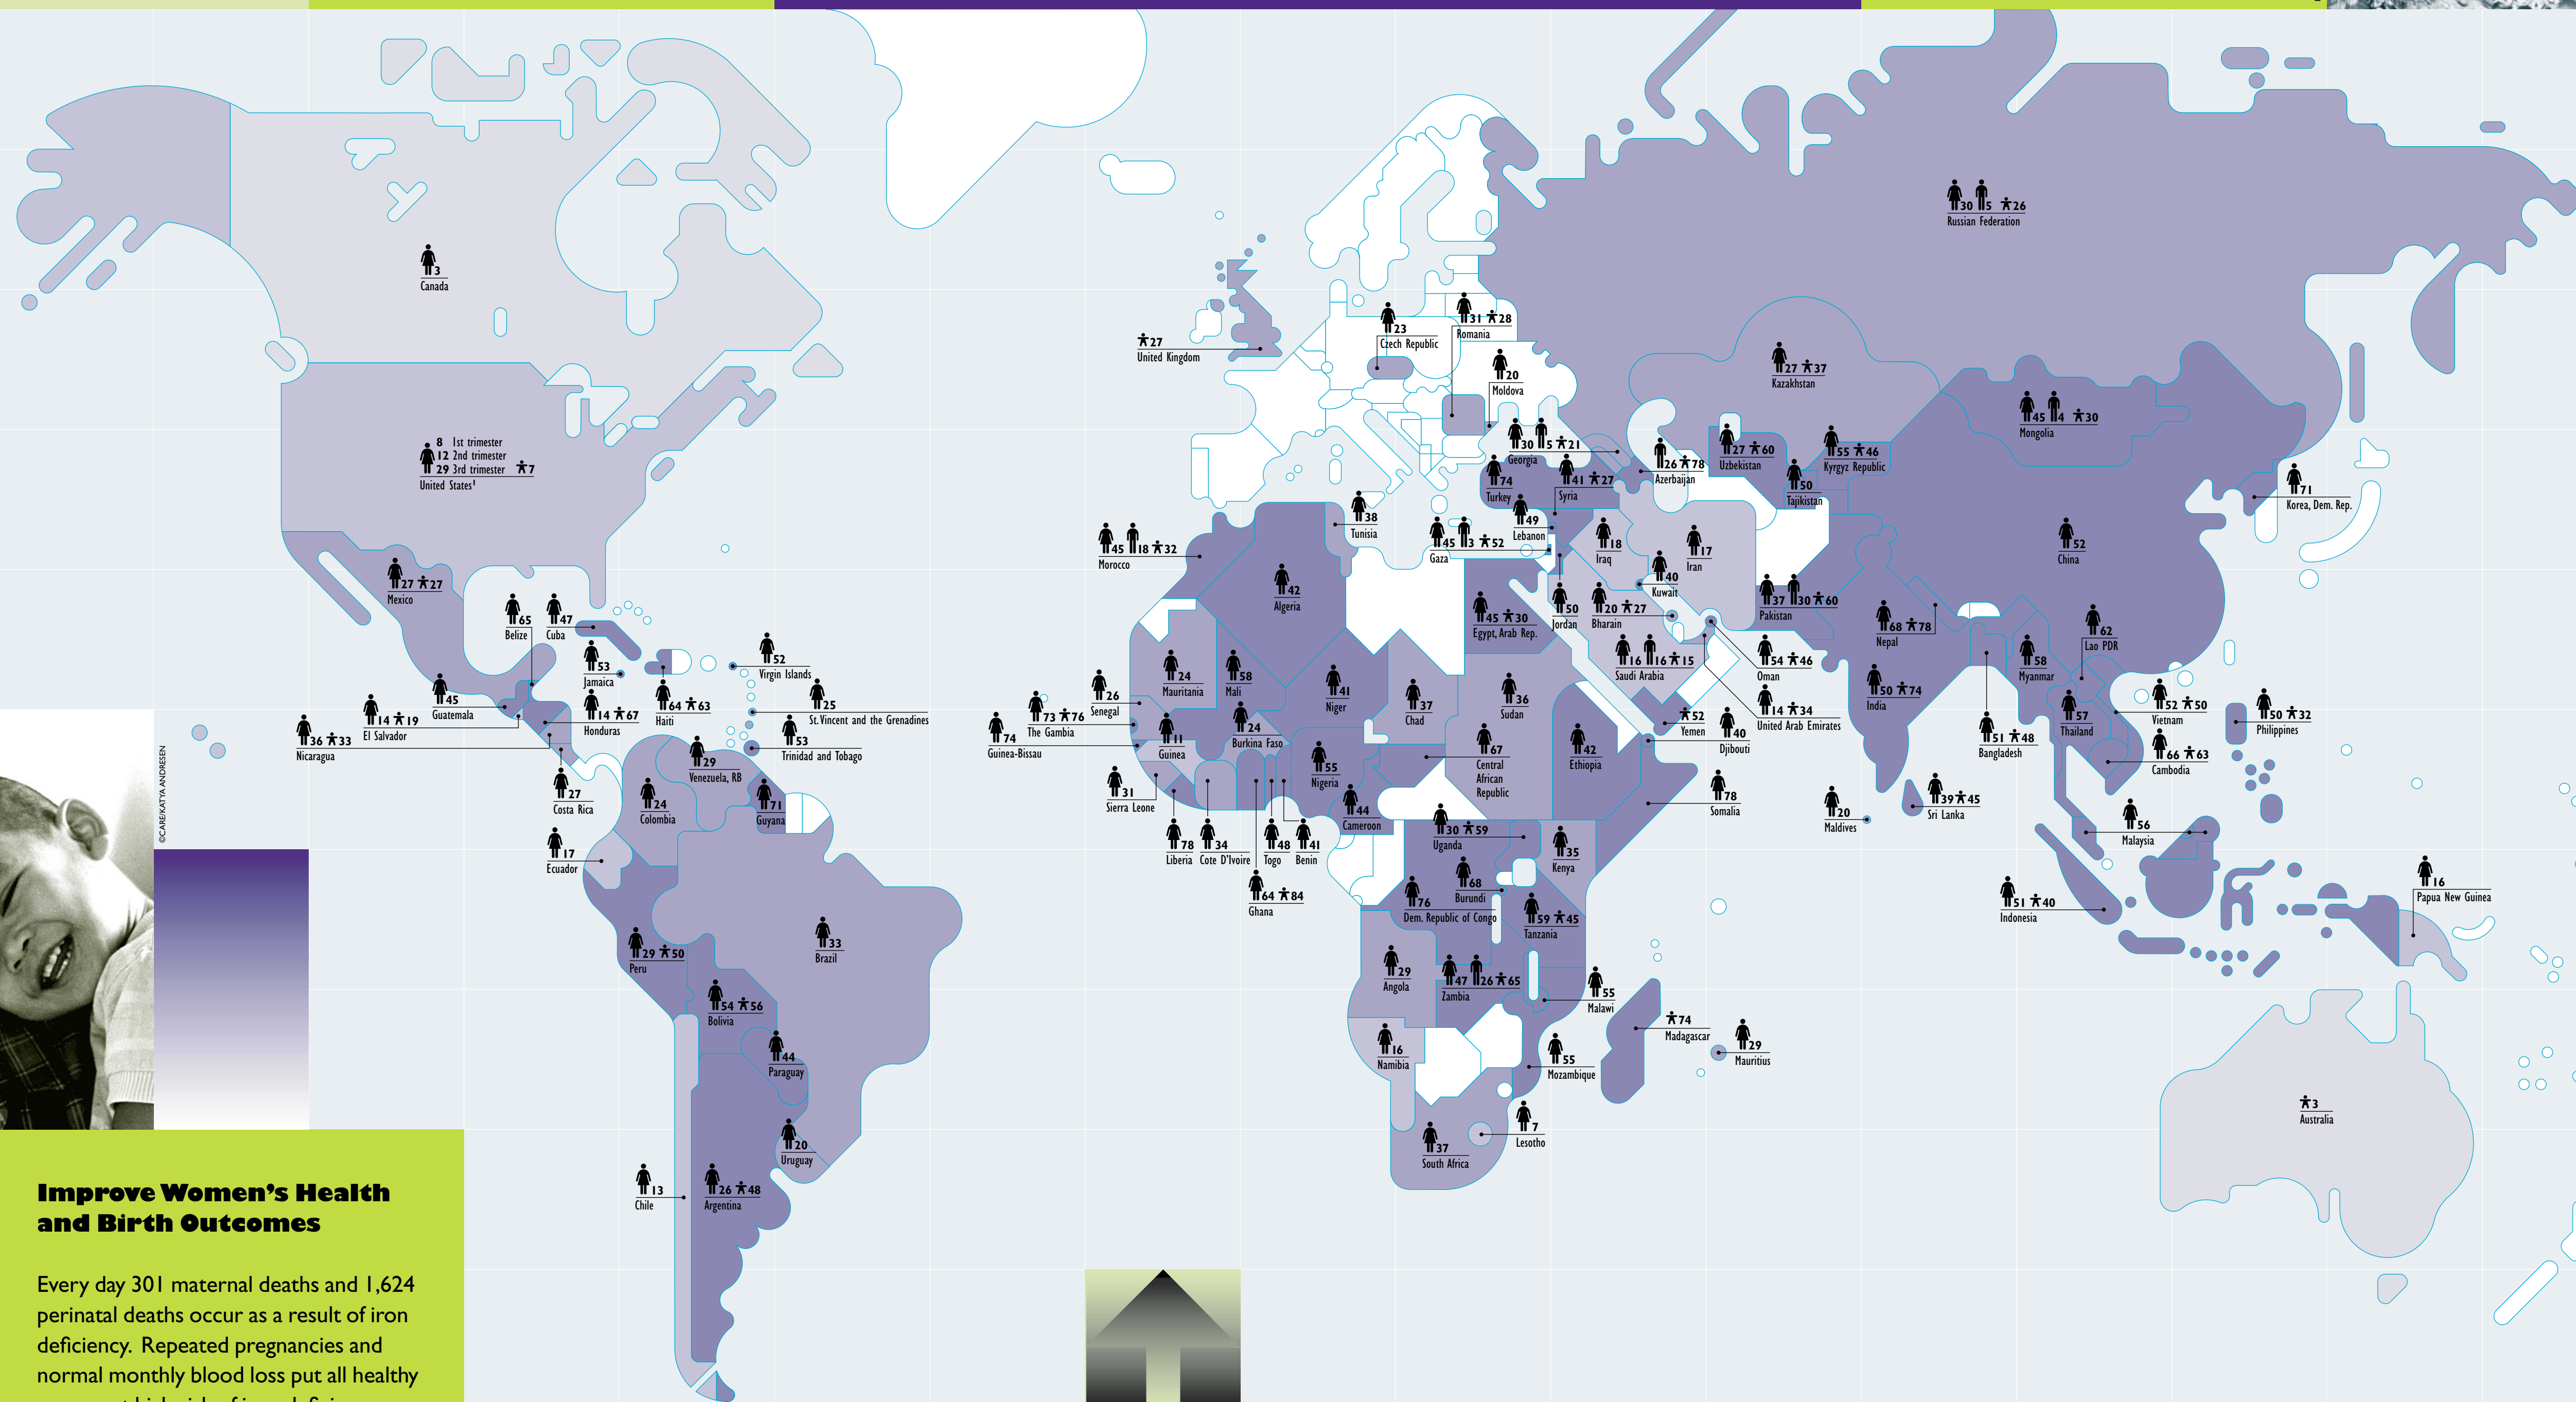 30 5 26
Russian Federation
3
Canada
31 28
Romania
23
Czech Republic
27
United Kingdom
20
Moldova
27 37
Kazakhstan
45 4 30
Mongolia
8 1st trimester
12 2nd trimester
29 3rd trimester 7
United States¹
30 5 21
Georgia
26 78
Azerbaijan
27 60
Uzbekistan
55 46
Kyrgyz Republic
50
Tajikistan
74
Turkey
41 27
Syria
71
Korea, Dem. Rep.
38
Tunisia
49
Lebanon
45 3 52
Gaza
18
Iraq
17
Iran
52
China
45 18 32
Morocco
42
Algeria
40
Kuwait
27 27
Mexico
65
Belize
47
Cuba
45 30
Egypt, Arab Rep.
50
Jordan
20 27
Bharain
37 30 60
Pakistan
68 78
Nepal
62
Lao PDR
53
Jamaica
52
Virgin Islands
16 16 15
Saudi Arabia
54 46
Oman
58
Myanmar
24
Mauritania
58
Mali
41
Niger
37
Chad
36
Sudan
50 74
India
45
Guatemala
14 19
El Salvador
36 33
Nicaragua
14 67
Honduras
64 63
Haiti
25
St.Vincent and the Grenadines
53
Trinidad and Tobago
26
Senegal
73 76
The Gambia
74
Guinea-Bissau
11
Guinea
24
Burkina Faso
52
Yemen
14 34
United Arab Emirates
40
Djibouti
51 48
Bangladesh
57
Thailand
52 50
Vietnam
50 32
Philippines
66 63
Cambodia
27
Costa Rica
29
Venezuela, RB
24
Colombia
71
Guyana
31
Sierra Leone
55
Nigeria
44
Cameroon
67
Central
African
Republic
42
Ethiopia
78
Somalia
20
Maldives
39 45
Sri Lanka
56
Malaysia
17
Ecuador
78
Liberia
34
Cote D'Ivoire
48
Togo
41
Benin
64 84
Ghana
30 59
Uganda
35
Kenya
68
Burundi
76
Dem. Republic of Congo
59 45
Tanzania
51 40
Indonesia
16
Papua New Guinea
33
Brazil
29 50
Peru
54 56
Bolivia
29
Angola
47 26 65
Zambia
55
Malawi
74
Madagascar
29
Mauritius
44
Paraguay
16
Namibia
55
Mozambique
20
Uruguay
37
South Africa
7
Lesotho
3
Australia
13
Chile
26 48
Argentina
©CARE/KATYA ANDRESEN
Improve Women's Health
and Birth Outcomes
Every day 301 maternal deaths and 1,624
perinatal deaths occur as a result of iron
deficiency. Repeated pregnancies and
normal monthly blood loss put all healthy